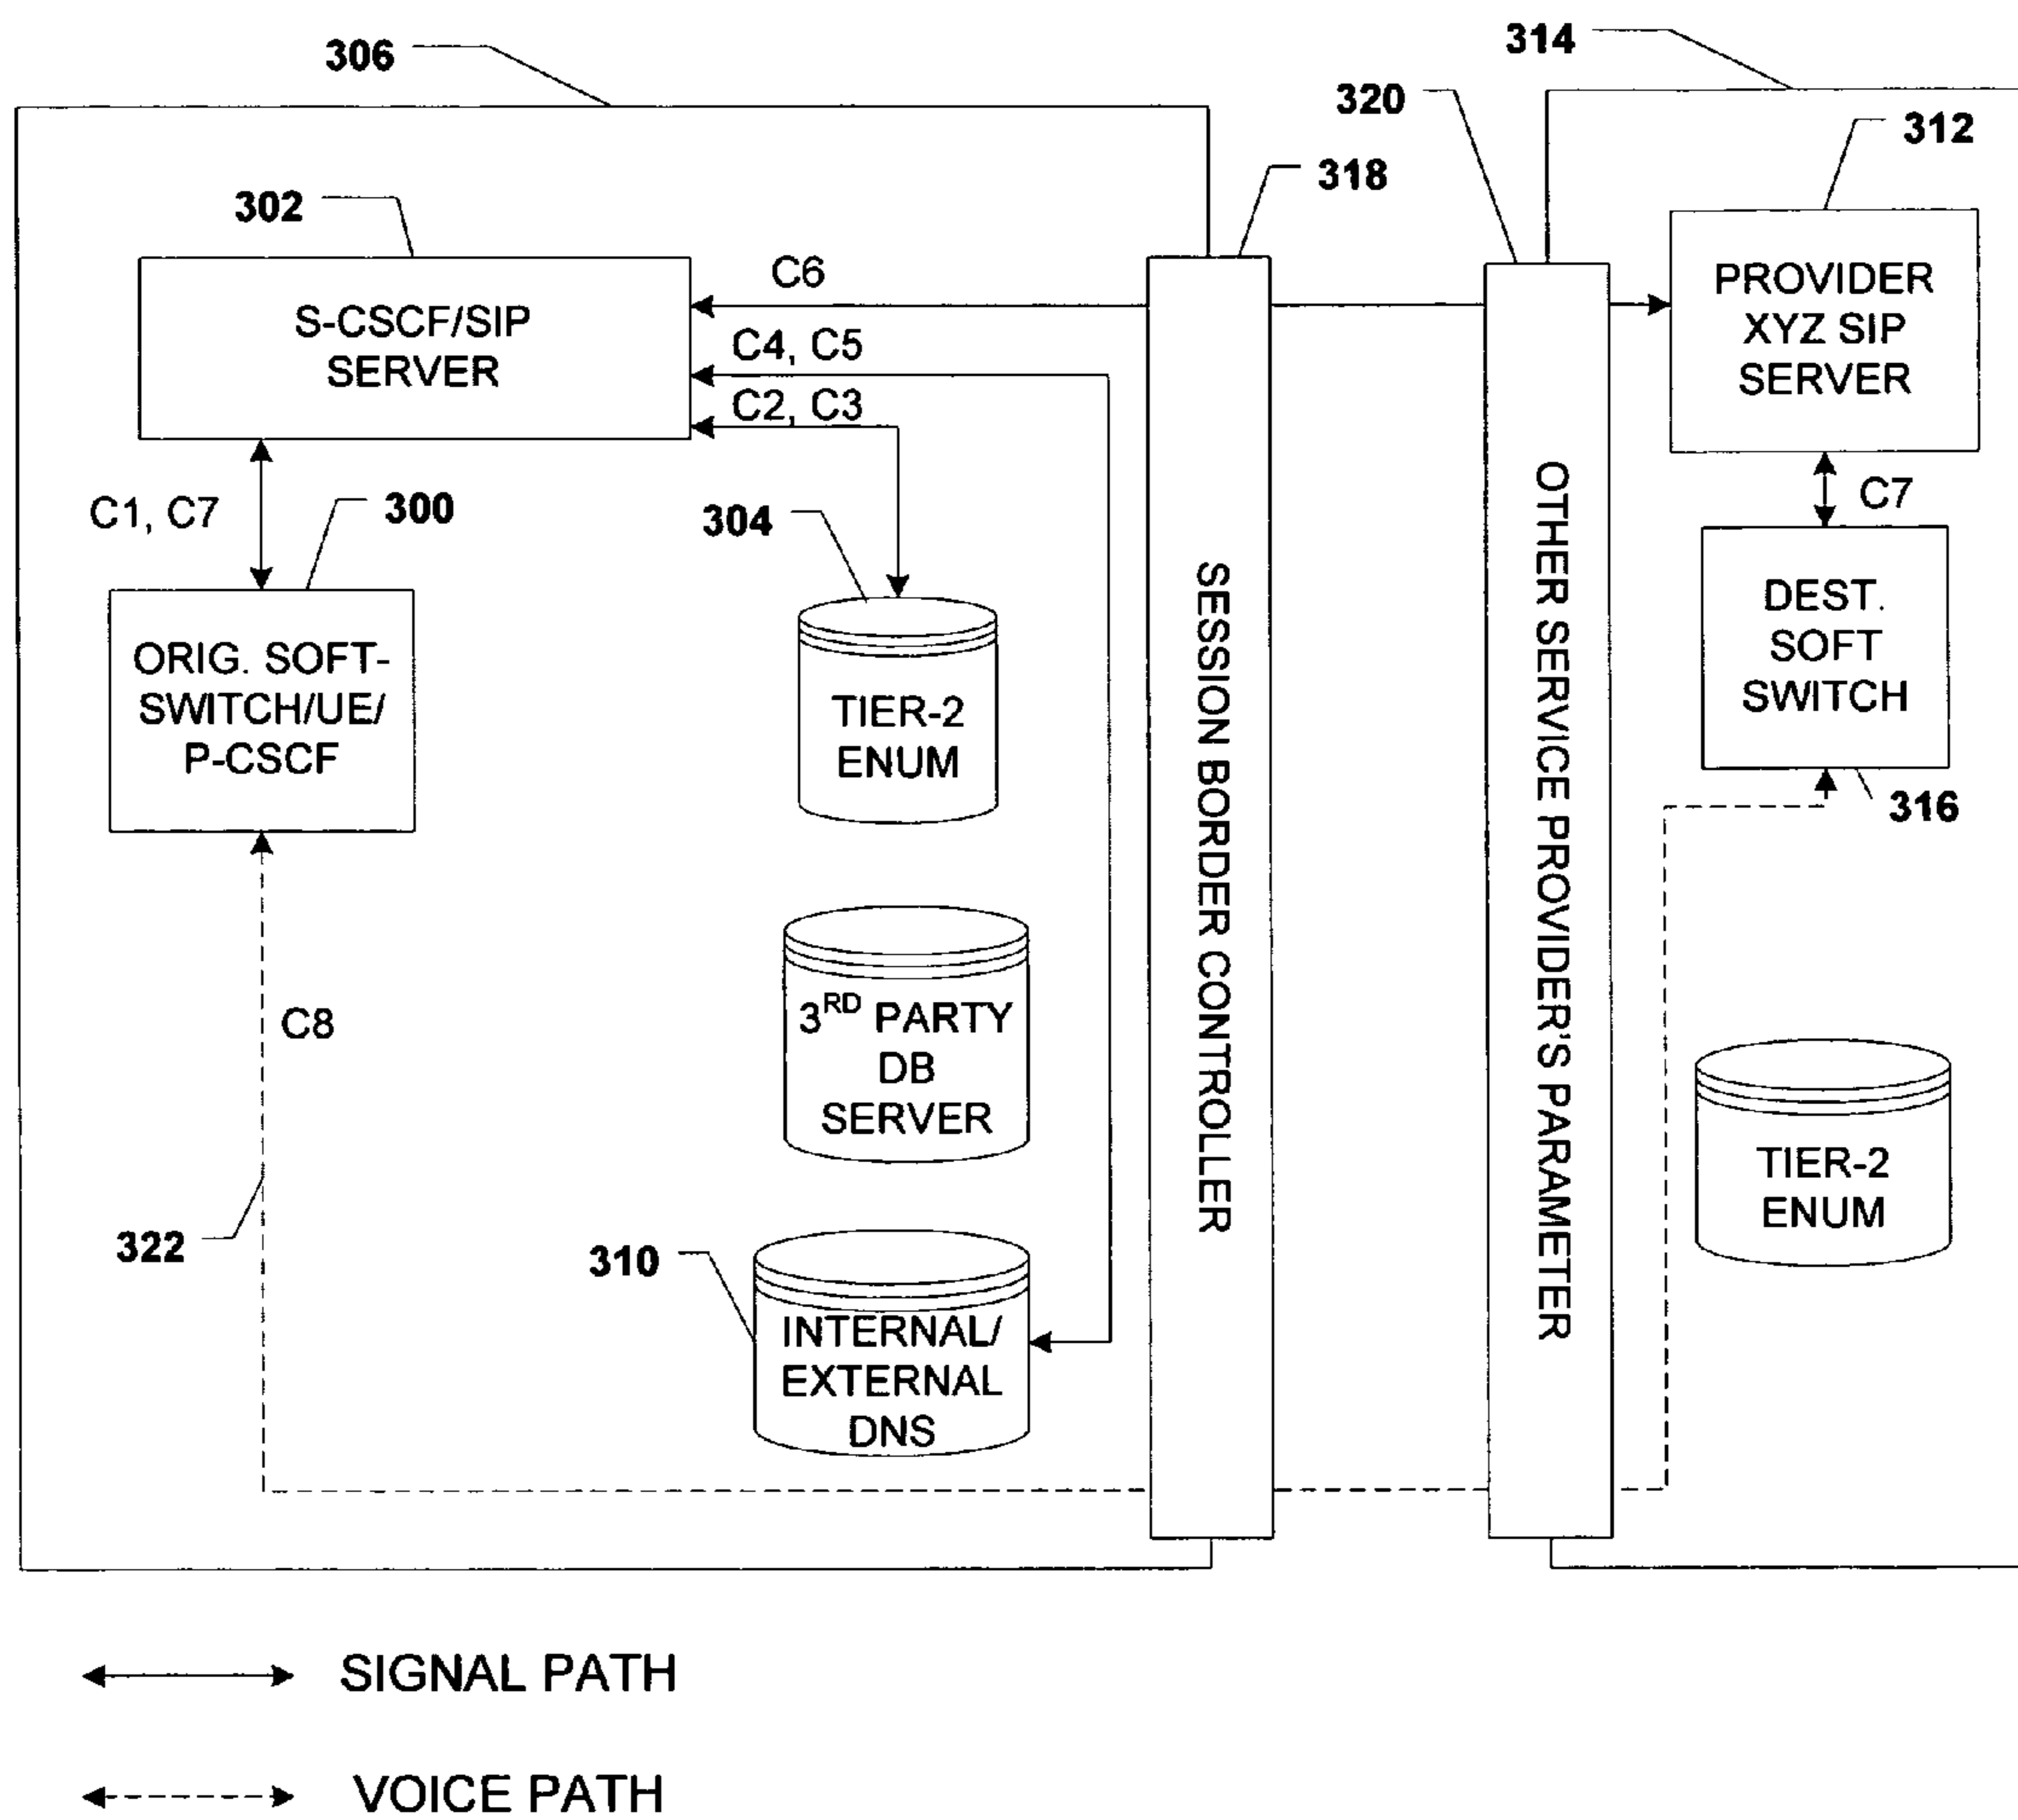 306
314
320
312
318
302
C6
S-CSCF/SIP
SERVER
C4, C5
C2, C3
PROVIDER
XYZ SIP
SERVER
C1, C7
300
304
C7
ORIG. SOFT-
SWITCH/UE/
P-CSCF
TIER-2
ENUM
SESSION BORDER CONTROLLER
OTHER SERVICE PROVIDER'S PARAMETER
DEST.
SOFT
SWITCH
316
C8
3RD PARTY
DB
SERVER
TIER-2
ENUM
322
310
INTERNAL/
EXTERNAL
DNS
SIGNAL PATH
VOICE PATH